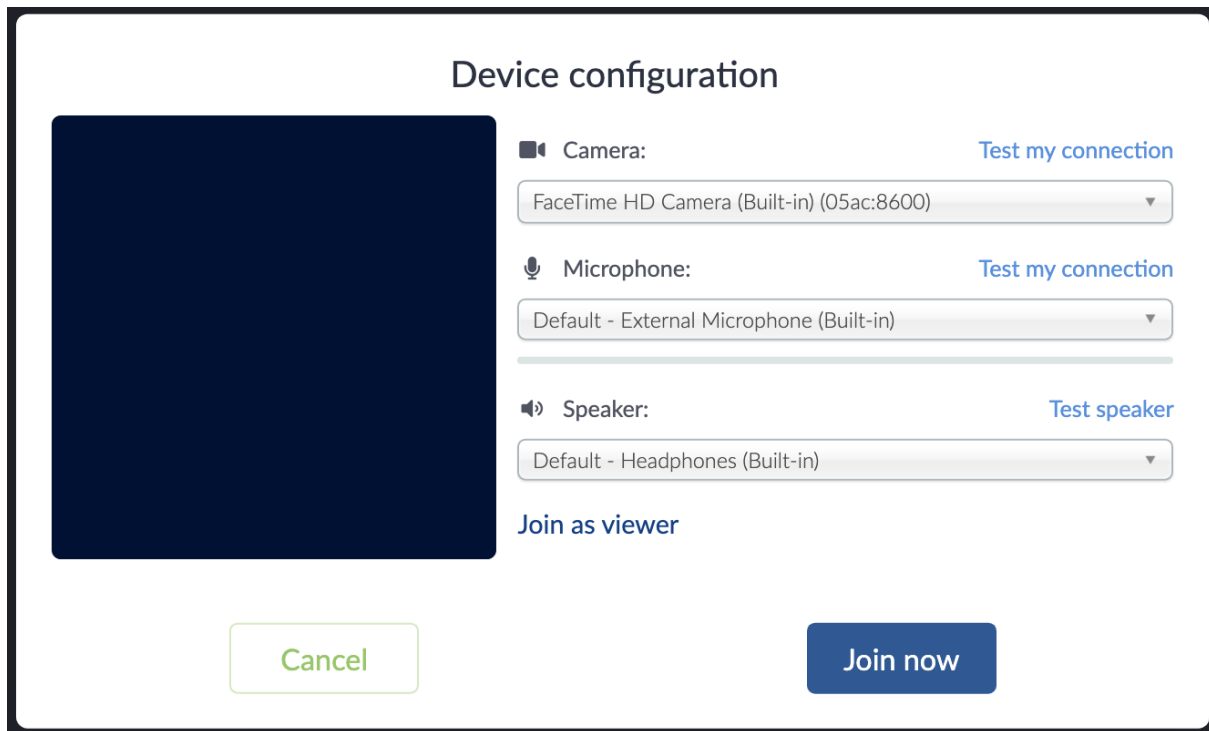 Device configuration
Camera:
Test my connection
FaceTime HD Camera (Built-in) (05ac:8600)
Microphone:
Test my connection
Default - External Microphone (Built-in)
Speaker:
Test speaker
Default - Headphones (Built-in)
Join as viewer
Cancel
Join now